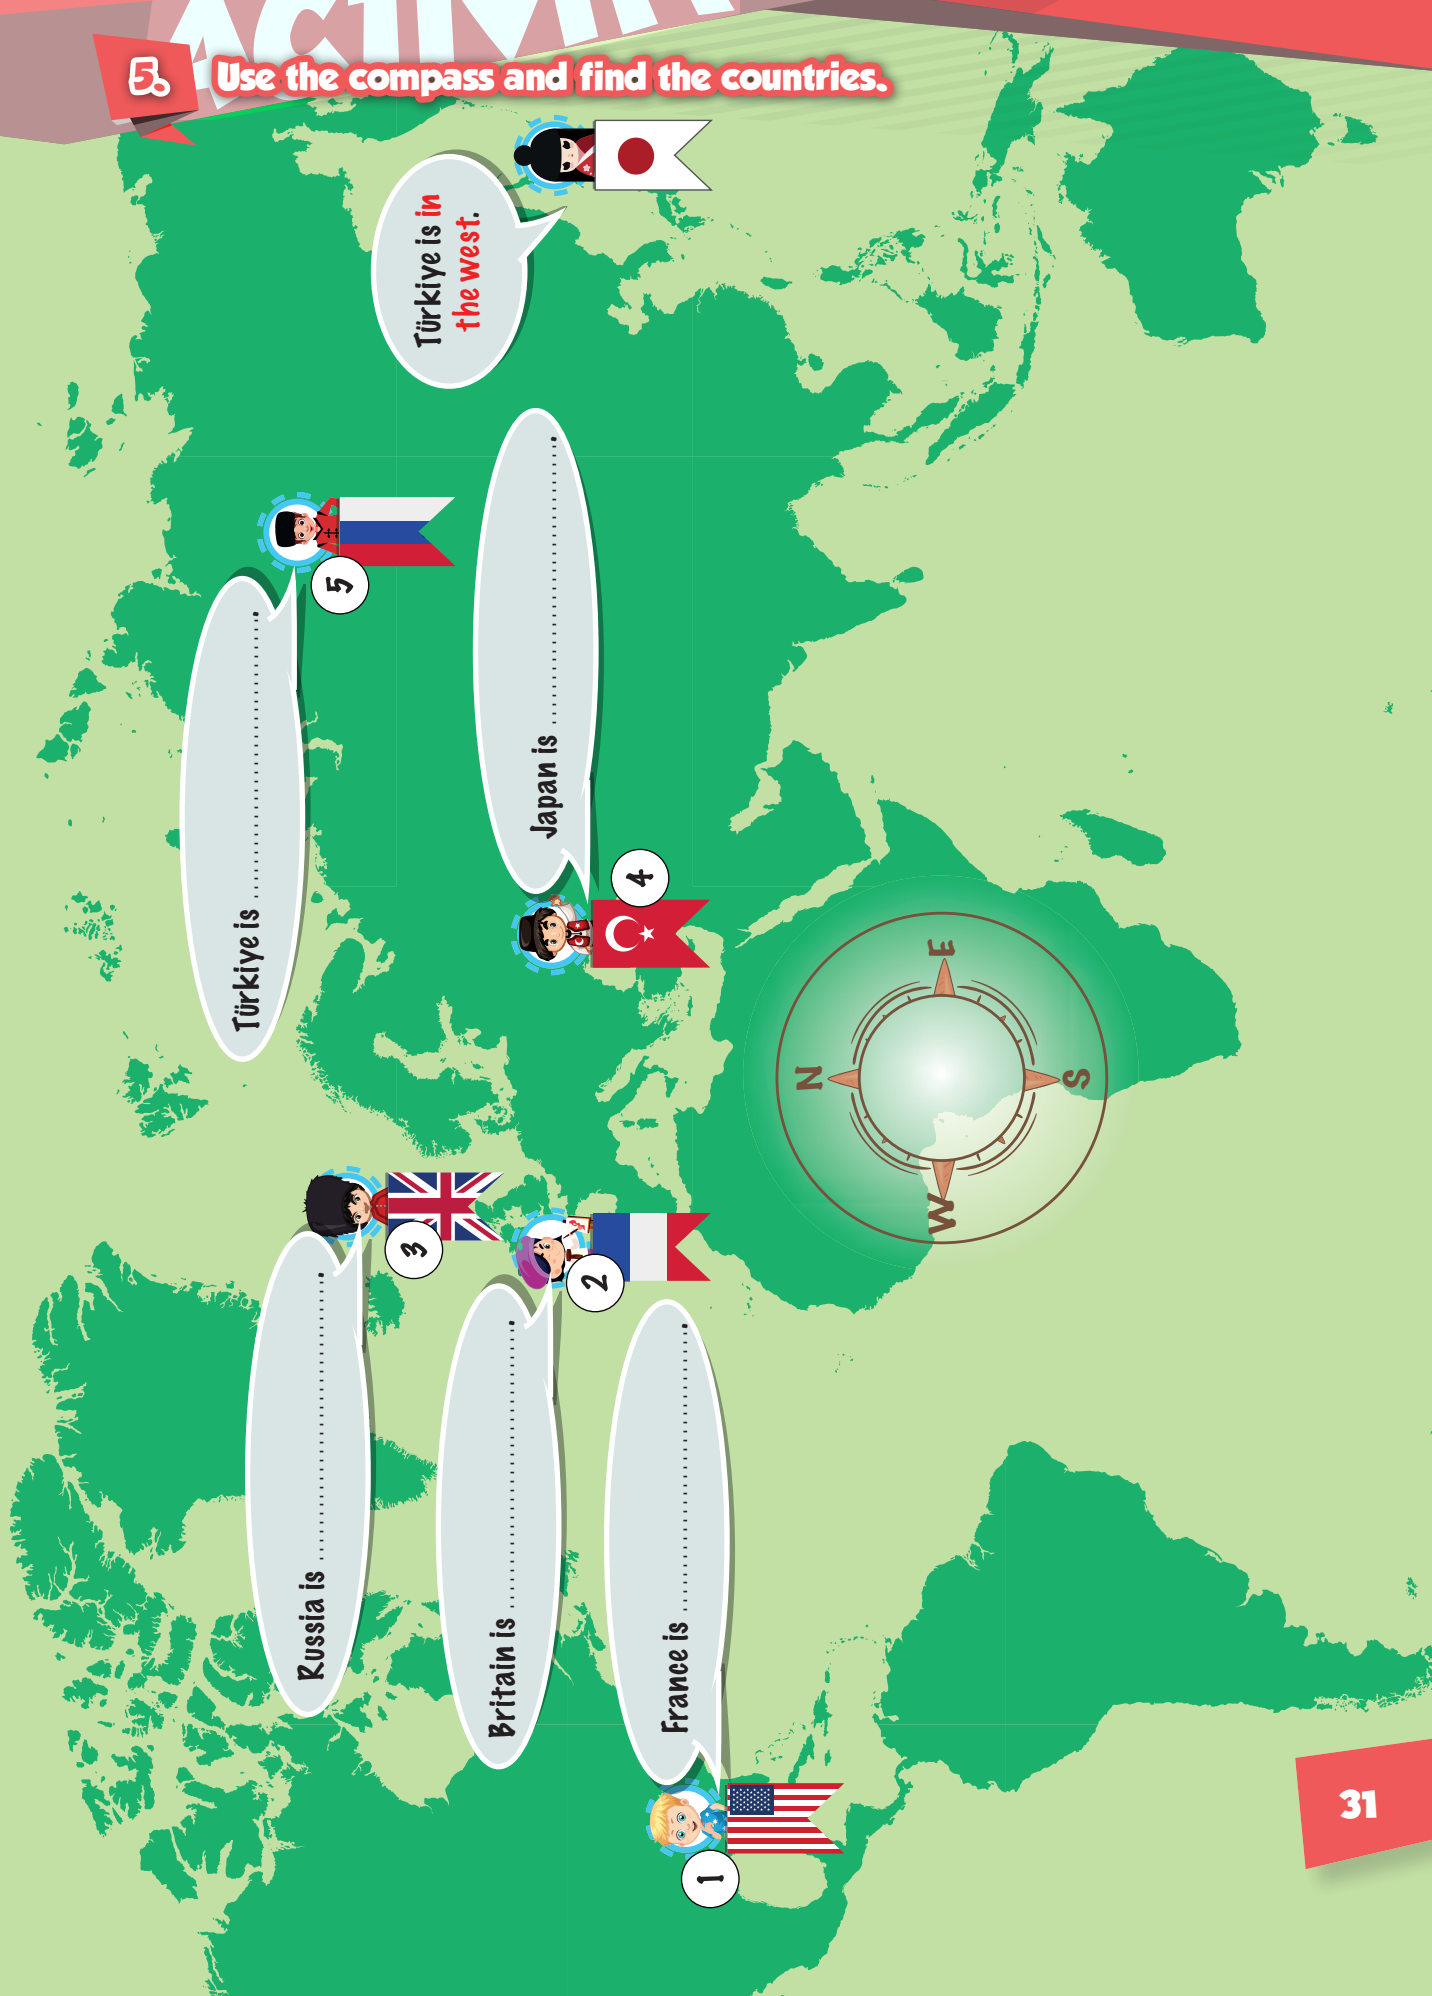 ACTIVIT
5. Use the compass and find the countries.
Türkiye is in
the west.
5
Türkiye is ........................................
4
Japan is ........................................
3
Russia is ........................................
2
Britain is ........................................
1
France is ........................................
N
E
S
W
31